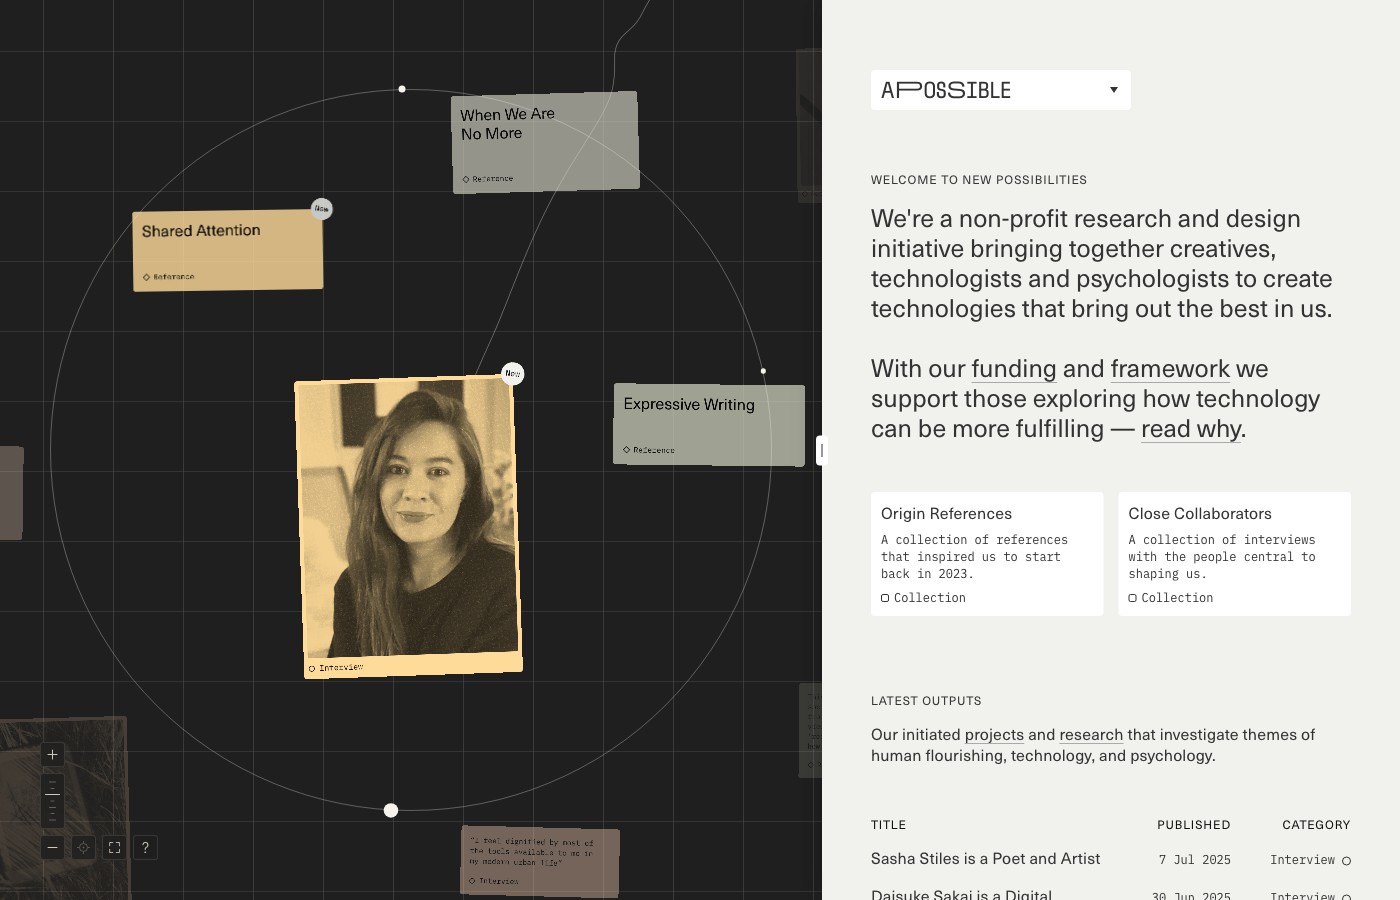 When We Are
No More
Reference
New
Shared Attention
Reference
New
Interview
Expressive Writing
Reference
"I feel dignified by most of
the tools available to me in
my modern urban life"
Interview
?
APOSSIBLE
WELCOME TO NEW POSSIBILITIES
We're a non-profit research and design
initiative bringing together creatives,
technologists and psychologists to create
technologies that bring out the best in us.
With our funding and framework we
support those exploring how technology
can be more fulfilling — read why.
Origin References
A collection of references
that inspired us to start
back in 2023.
Collection
Close Collaborators
A collection of interviews
with the people central to
shaping us.
Collection
LATEST OUTPUTS
Our initiated projects and research that investigate themes of
human flourishing, technology, and psychology.
TITLE PUBLISHED CATEGORY
Sasha Stiles is a Poet and Artist 7 Jul 2025 Interview
Daisuke Sakai is a Digital 30 Jun 2025 Interview